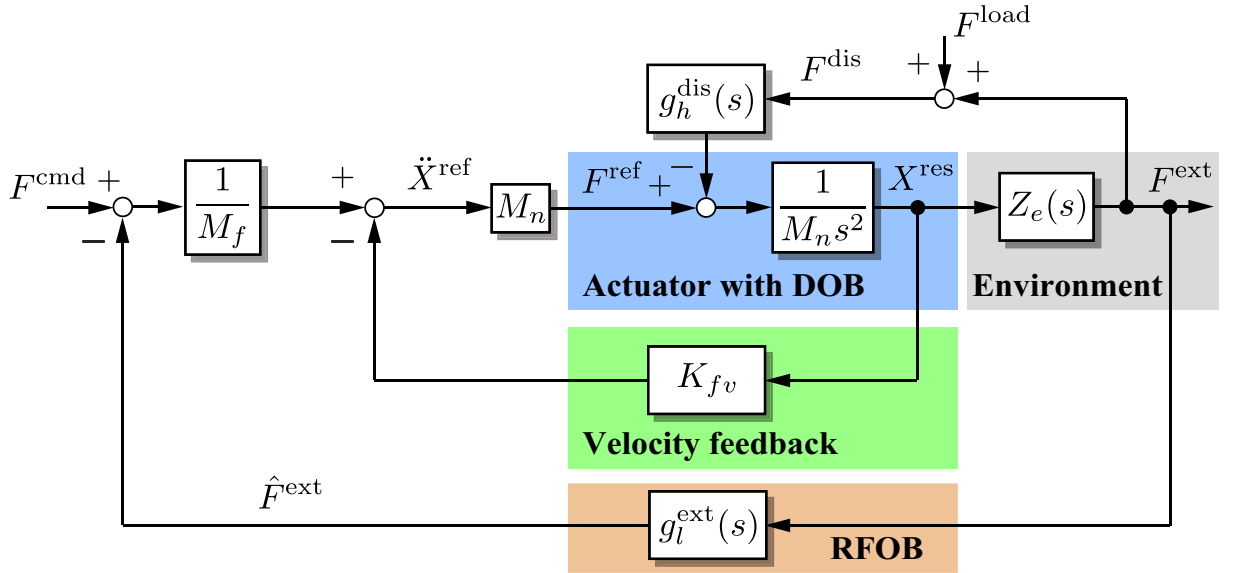 F^load
F^dis
+
+
g_h^dis(s)
F^cmd
+
−
1/M_f
+
−
Ẍ^ref
M_n
F^ref
+
−
1/(M_n s^2)
X^res
Z_e(s)
F^ext
Actuator with DOB
Environment
K_fv
Velocity feedback
F̂^ext
g_l^ext(s)
RFOB